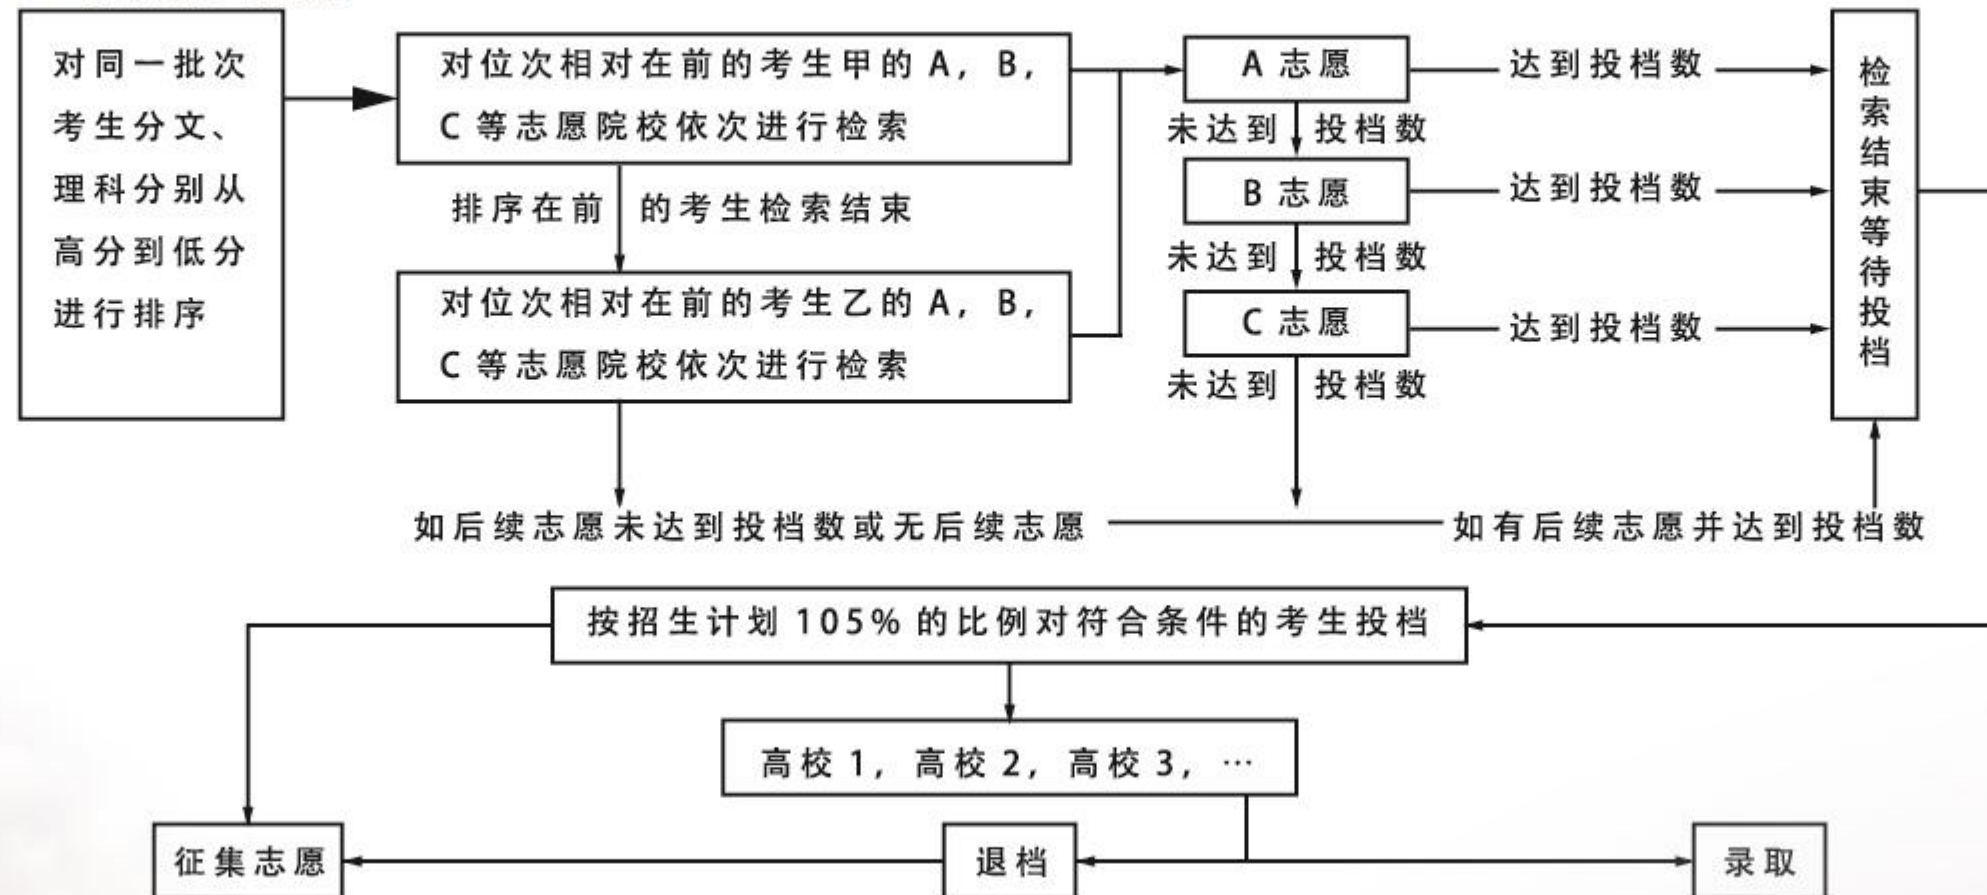 对同一批次
考生分文、
理科分别从
高分到低分
进行排序
对位次相对在前的考生甲的 A，B，
C 等志愿院校依次进行检索
排序在前 的考生检索结束
对位次相对在前的考生乙的 A，B，
C 等志愿院校依次进行检索
A 志愿
达到投档数
未达到 投档数
B 志愿
达到投档数
未达到 投档数
C 志愿
达到投档数
未达到 投档数
检索结束等待投档
如后续志愿未达到投档数或无后续志愿
如有后续志愿并达到投档数
按招生计划 105% 的比例对符合条件的考生投档
高校 1，高校 2，高校 3，…
征集志愿
退档
录取